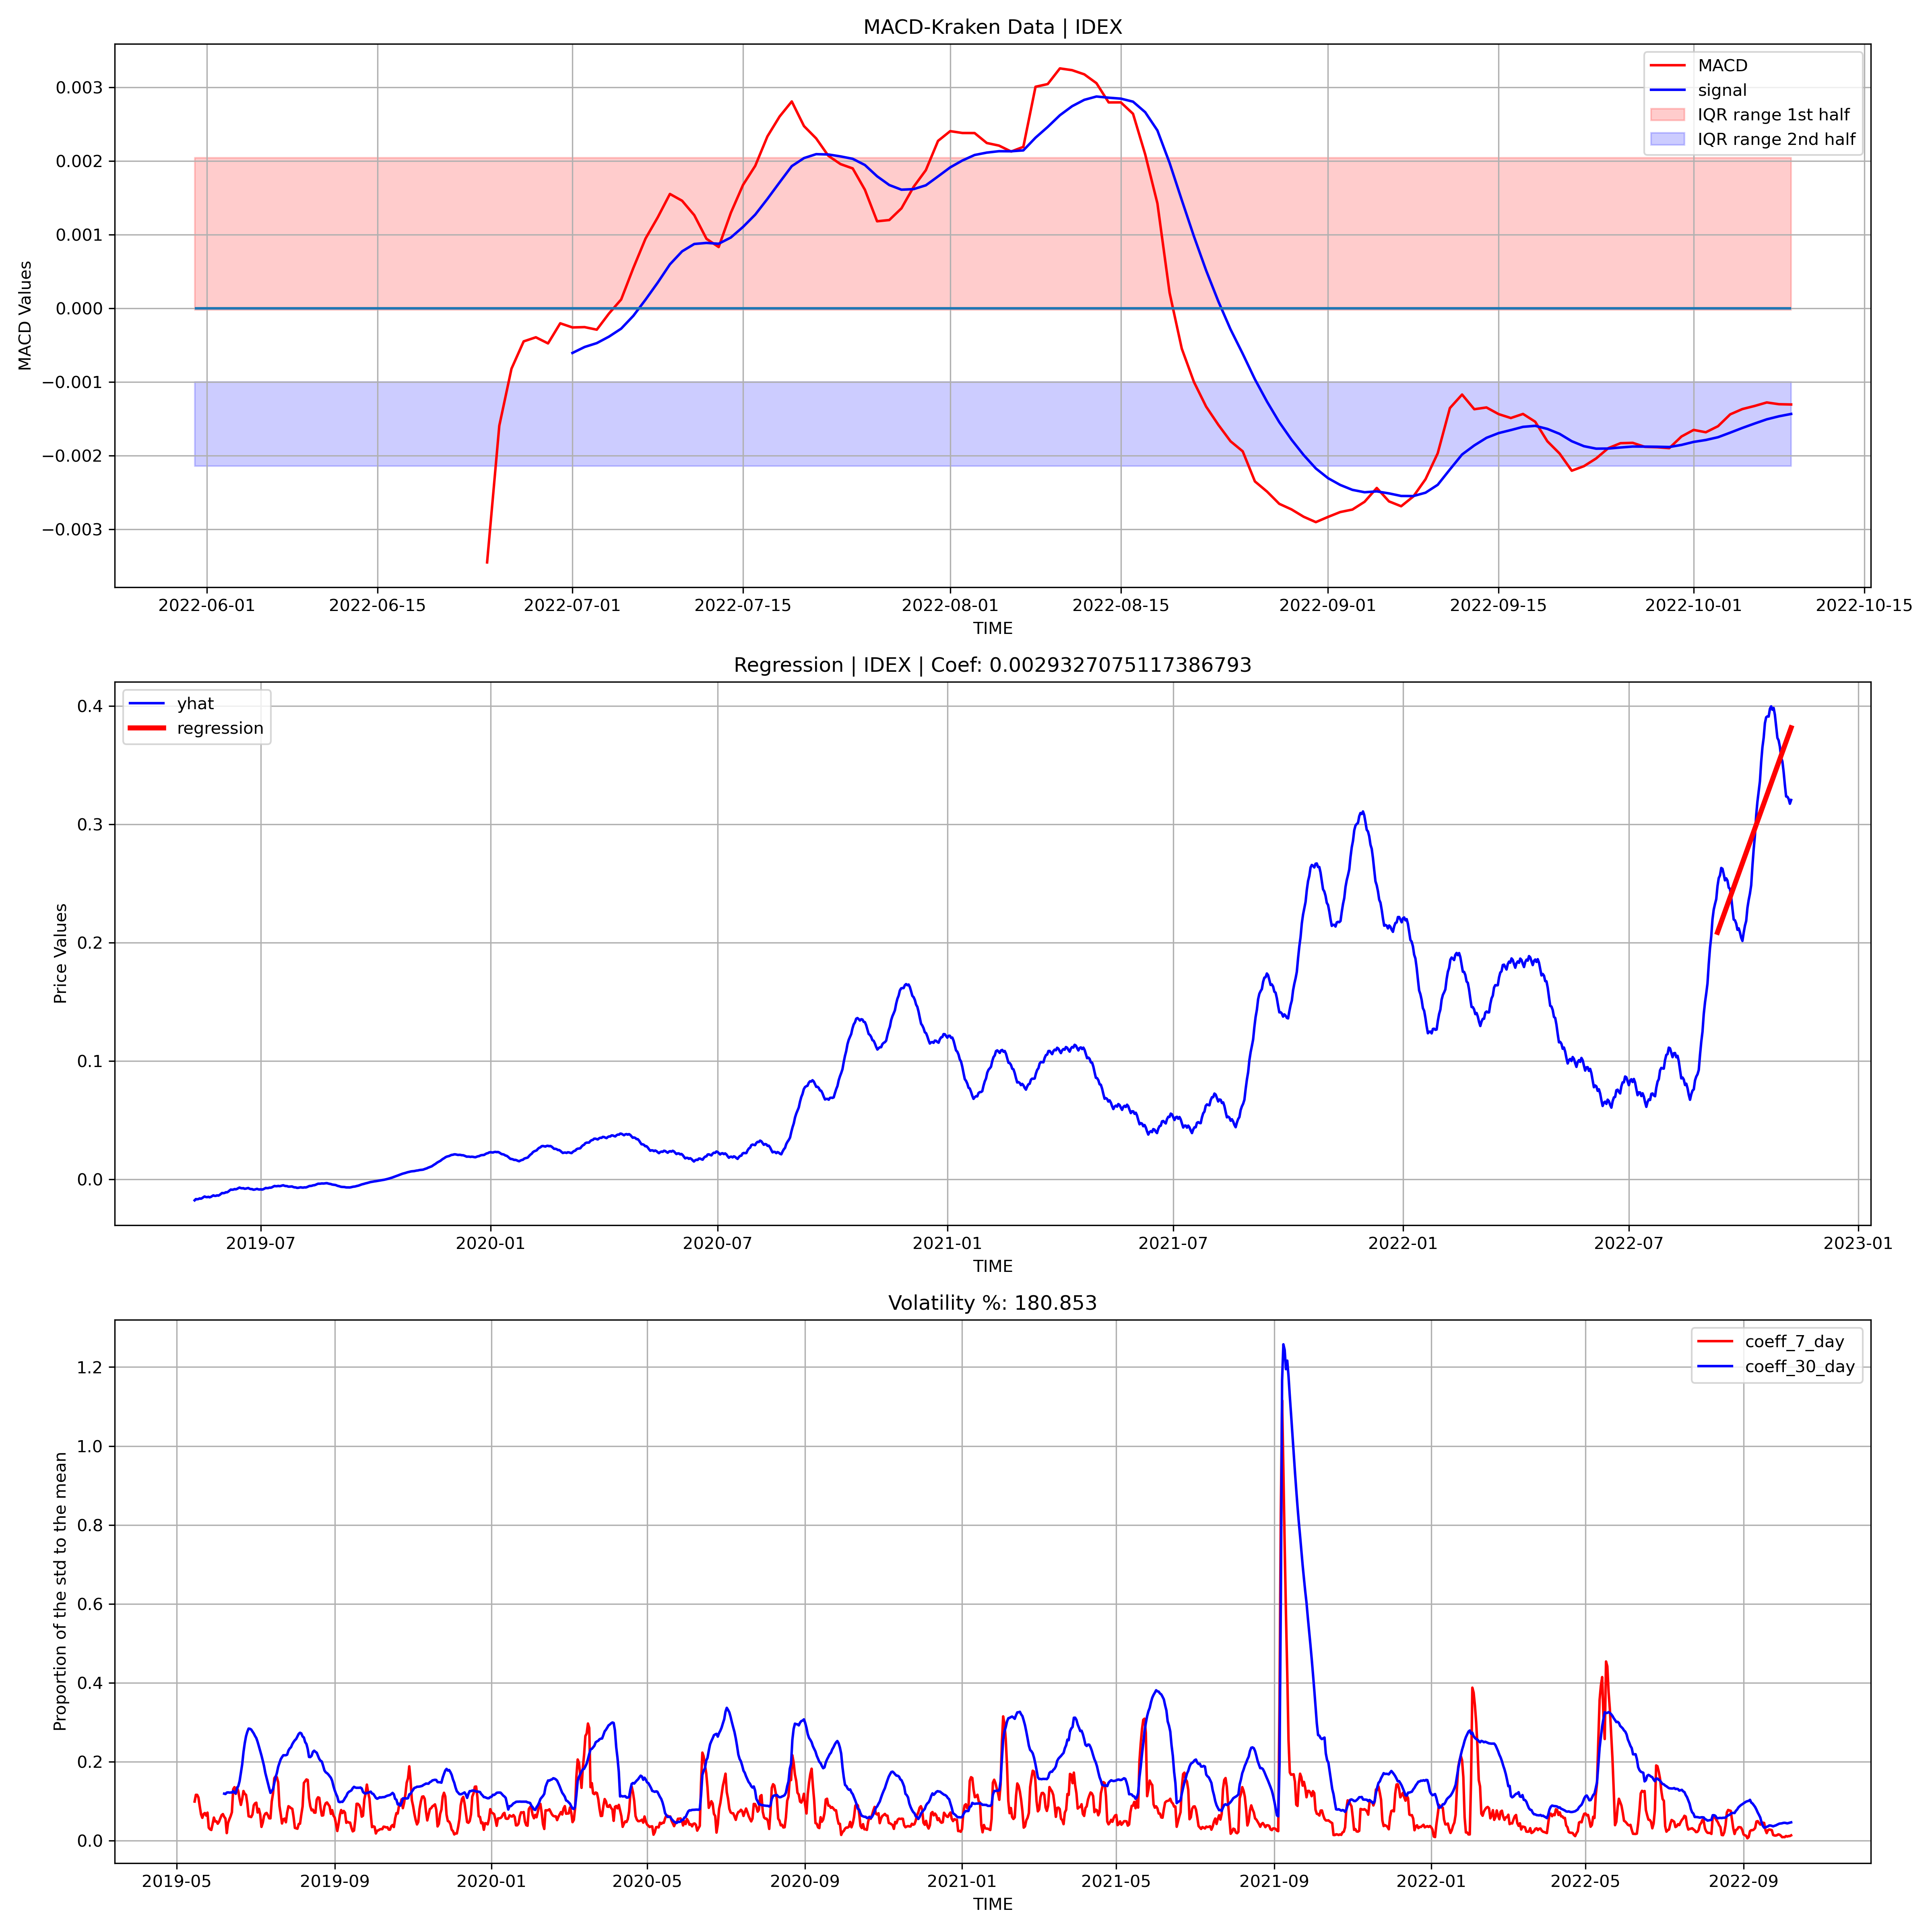 MACD-Kraken Data | IDEX
MACD Values
0.003
0.002
0.001
0.000
−0.001
−0.002
−0.003
MACD
signal
IQR range 1st half
IQR range 2nd half
2022-06-01 2022-06-15 2022-07-01 2022-07-15 2022-08-01 2022-08-15 2022-09-01 2022-09-15 2022-10-01 2022-10-15
TIME
Regression | IDEX | Coef: 0.0029327075117386793
Price Values
0.4
0.3
0.2
0.1
0.0
yhat
regression
2019-07 2020-01 2020-07 2021-01 2021-07 2022-01 2022-07 2023-01
TIME
Volatility %: 180.853
Proportion of the std to the mean
1.2
1.0
0.8
0.6
0.4
0.2
0.0
coeff_7_day
coeff_30_day
2019-05 2019-09 2020-01 2020-05 2020-09 2021-01 2021-05 2021-09 2022-01 2022-05 2022-09
TIME